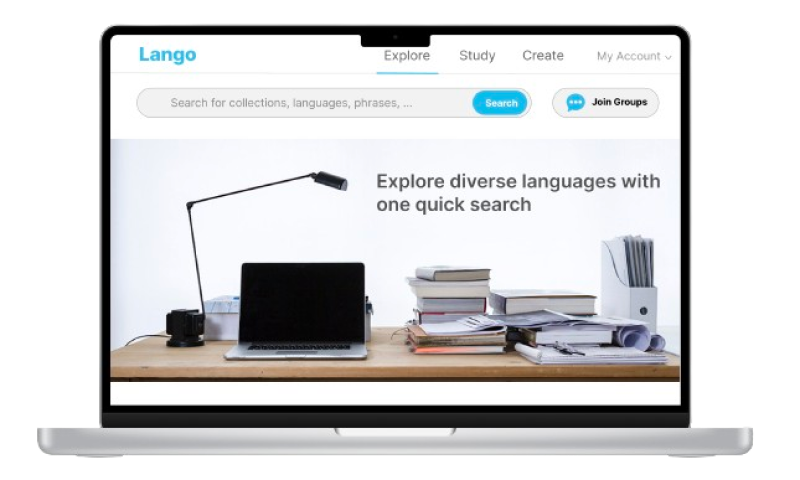 Lango
Explore
Study
Create
My Account
Search for collections, languages, phrases, ...
Search
Join Groups
Explore diverse languages with
one quick search